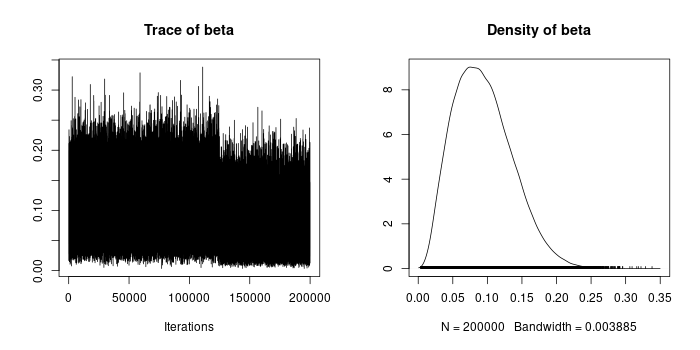 Trace of beta
0.30
0.20
0.10
0.00
0 50000 100000 150000 200000
Iterations
Density of beta
8
6
4
2
0
0.00 0.05 0.10 0.15 0.20 0.25 0.30 0.35
N = 200000 Bandwidth = 0.003885